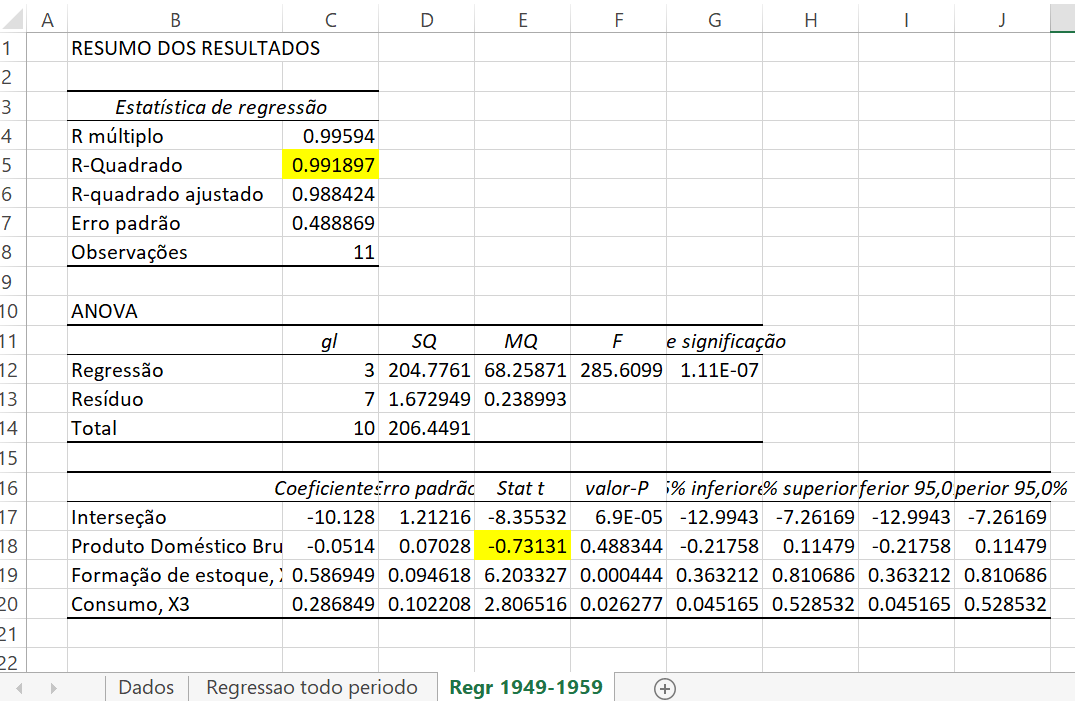 A B C D E F G H I J
1 RESUMO DOS RESULTADOS
2
3 Estatística de regressão
4 R múltiplo 0.99594
5 R-Quadrado 0.991897
6 R-quadrado ajustado 0.988424
7 Erro padrão 0.488869
8 Observações 11
9
10 ANOVA
11 gl SQ MQ F e significação
12 Regressão 3 204.7761 68.25871 285.6099 1.11E-07
13 Resíduo 7 1.672949 0.238993
14 Total 10 206.4491
15
16 Coeficientes Erro padrão Stat t valor-P 5% inferiore % superior ferior 95,0 perior 95,0%
17 Interseção -10.128 1.21216 -8.35532 6.9E-05 -12.9943 -7.26169 -12.9943 -7.26169
18 Produto Doméstico Bru -0.0514 0.07028 -0.73131 0.488344 -0.21758 0.11479 -0.21758 0.11479
19 Formação de estoque, 0.586949 0.094618 6.203327 0.000444 0.363212 0.810686 0.363212 0.810686
20 Consumo, X3 0.286849 0.102208 2.806516 0.026277 0.045165 0.528532 0.045165 0.528532
21
22
Dados Regressao todo periodo Regr 1949-1959